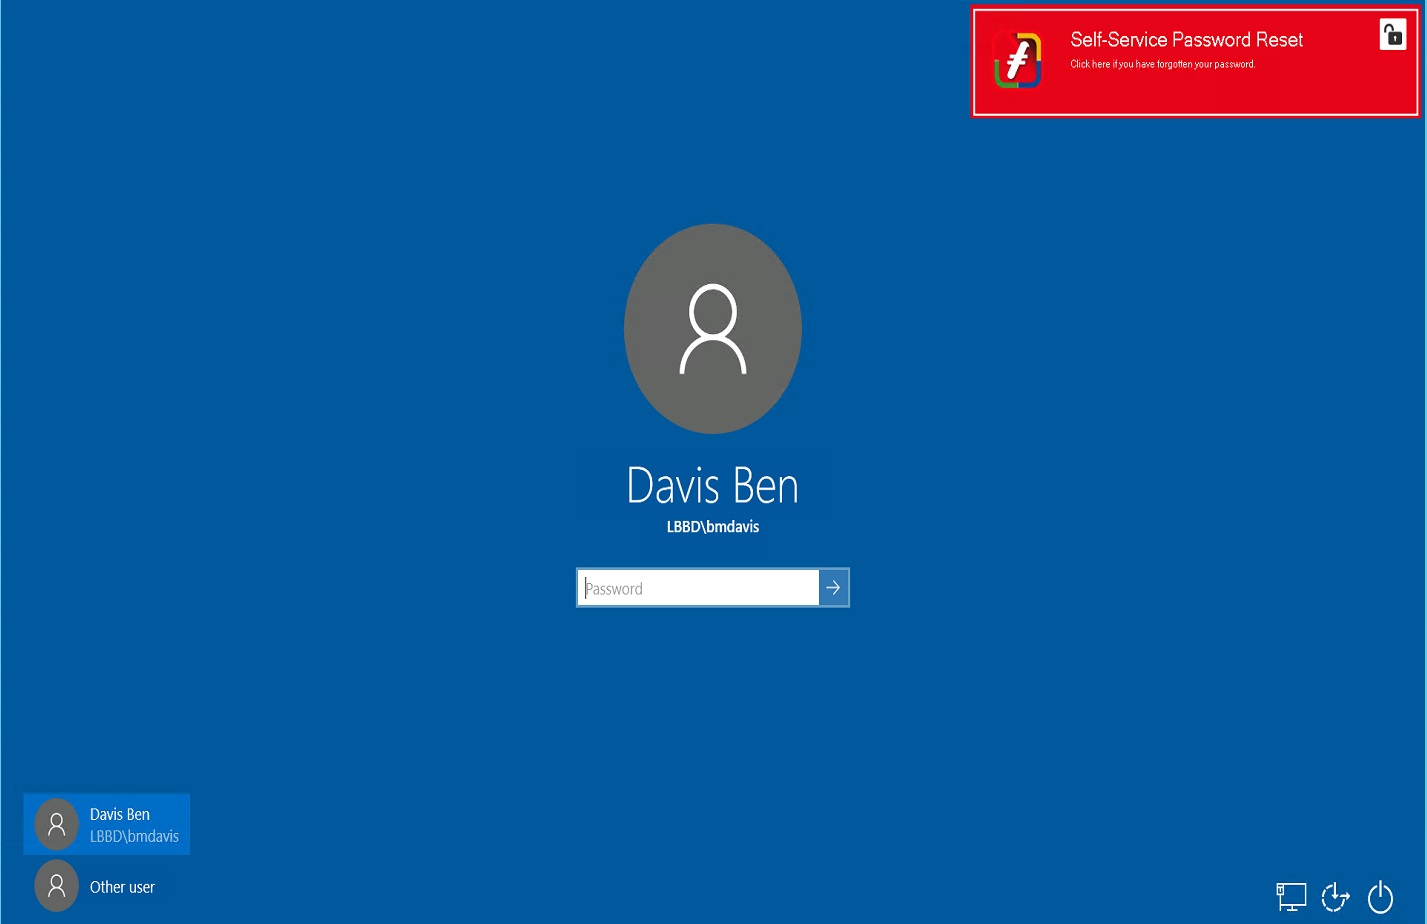 Self-Service Password Reset
Click here if you have forgotten your password.
Davis Ben
LBBD\bmdavis
Password
Davis Ben
LBBD\bmdavis
Other user